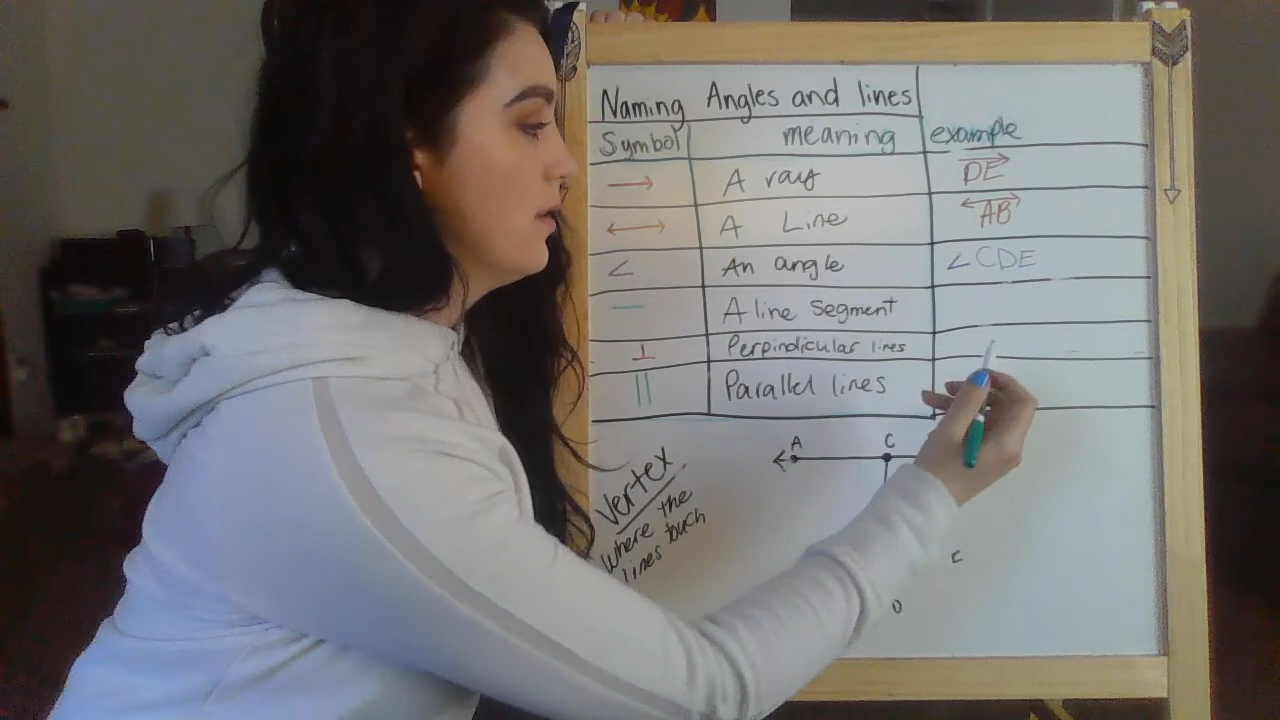 Naming Angles and lines
Symbol meaning example
→ A ray DE
↔ A Line AB
∠ An angle ∠CDE
— A line segment
⊥ Perpindicular lines
|| Parallel lines
Vertex
Where the
lines touch
A C
E
D